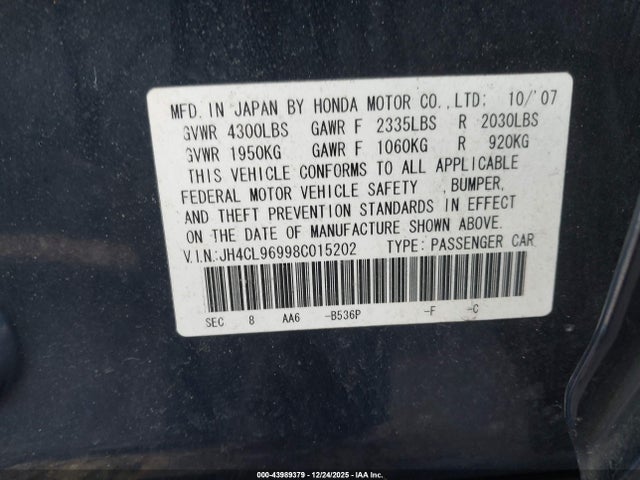 MFD. IN JAPAN BY HONDA MOTOR CO.,LTD: 10/'07
GVWR 4300LBS GAWR F 2335LBS R 2030LBS
GVWR 1950KG GAWR F 1060KG R 920KG
THIS VEHICLE CONFORMS TO ALL APPLICABLE
FEDERAL MOTOR VEHICLE SAFETY ,BUMPER,
AND THEFT PREVENTION STANDARDS IN EFFECT
ON THE DATE OF MANUFACTURE SHOWN ABOVE.
V.I.N:JH4CL96998C015202 TYPE: PASSENGER CAR
SEC 8 AA6 -B536P -F -C
00-43989379 12/24/2025 IAA Inc.